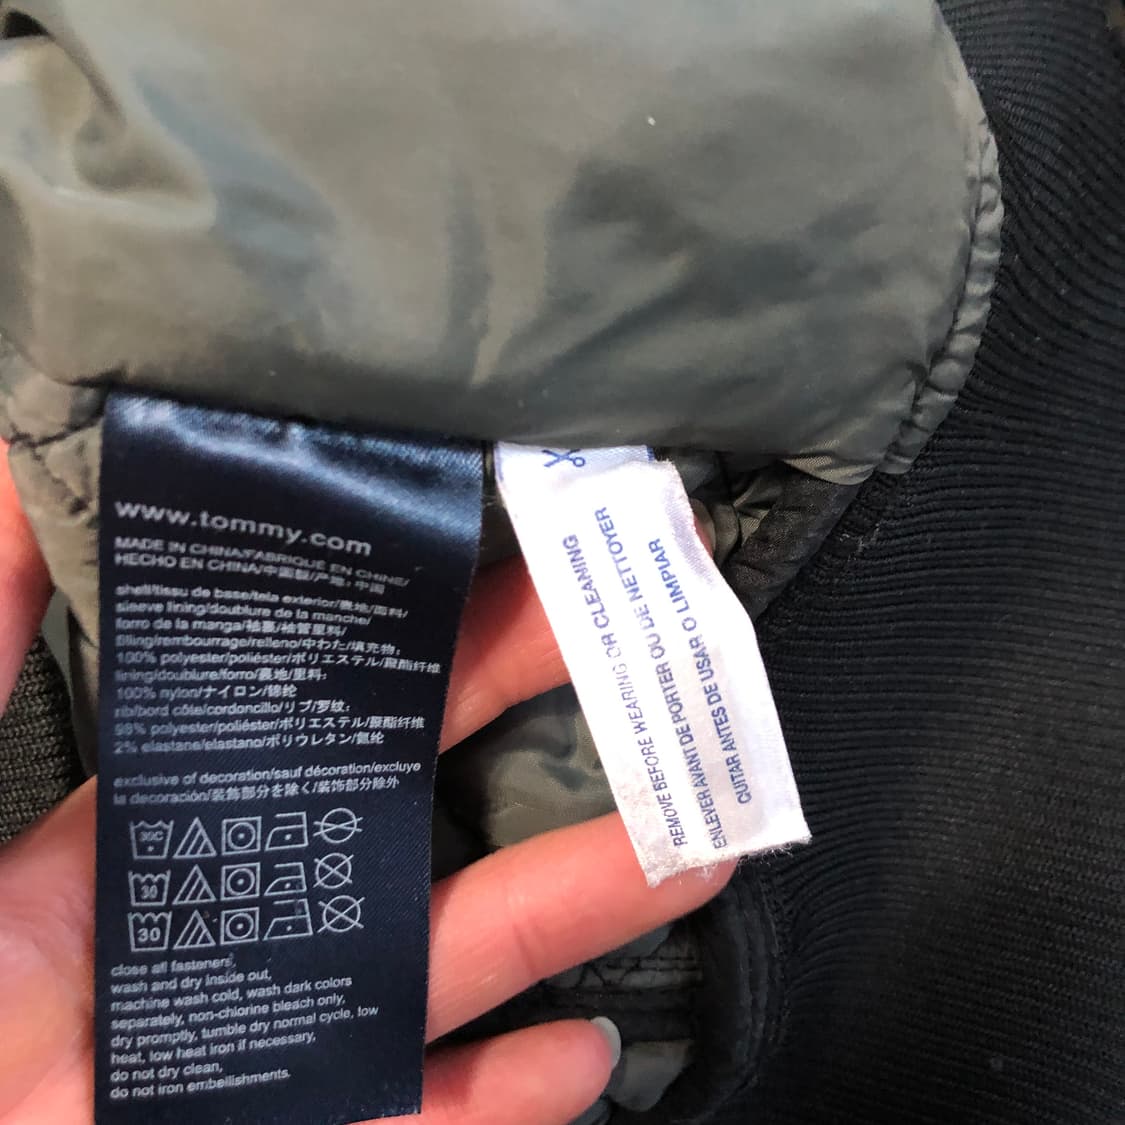 www.tommy.com
MADE IN CHINA/FABRIQUÉ EN CHINE/
HECHO EN CHINA/中国製/产地:中国
shell/tissu de base/tela exterior/表地/面料/
sleeve lining/doublure de la manche/
forro de la manga/袖裏/袖管里料/
filling/rembourrage/relleno/中わた/填充物:
100% polyester/poliéster/ポリエステル/聚酯纤维
lining/doublure/forro/裏地/里料:
100% nylon/ナイロン/锦纶
rib/bord côte/cordoncillo/リブ/罗纹:
98% polyester/poliéster/ポリエステル/聚酯纤维
2% elastane/elastano/ポリウレタン/氨纶
exclusive of decoration/sauf décoration/excluye
la decoración/装飾部分を除く/装饰部分除外
30C
30
30
close all fasteners,
wash and dry inside out,
machine wash cold, wash dark colors
separately, non-chlorine bleach only,
dry promptly, tumble dry normal cycle, low
heat, low heat iron if necessary,
do not dry clean,
do not iron embellishments.
REMOVE BEFORE WEARING OR CLEANING
ENLEVER AVANT DE PORTER OU DE NETTOYER
QUITAR ANTES DE USAR O LIMPIAR